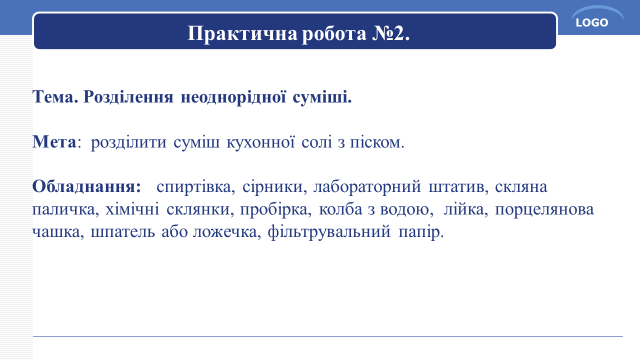 Практична робота №2.
LOGO
Тема. Розділення неоднорідної суміші.
Мета: розділити суміш кухонної солі з піском.
Обладнання: спиртівка, сірники, лабораторний штатив, скляна
паличка, хімічні склянки, пробірка, колба з водою, лійка, порцелянова
чашка, шпатель або ложечка, фільтрувальний папір.